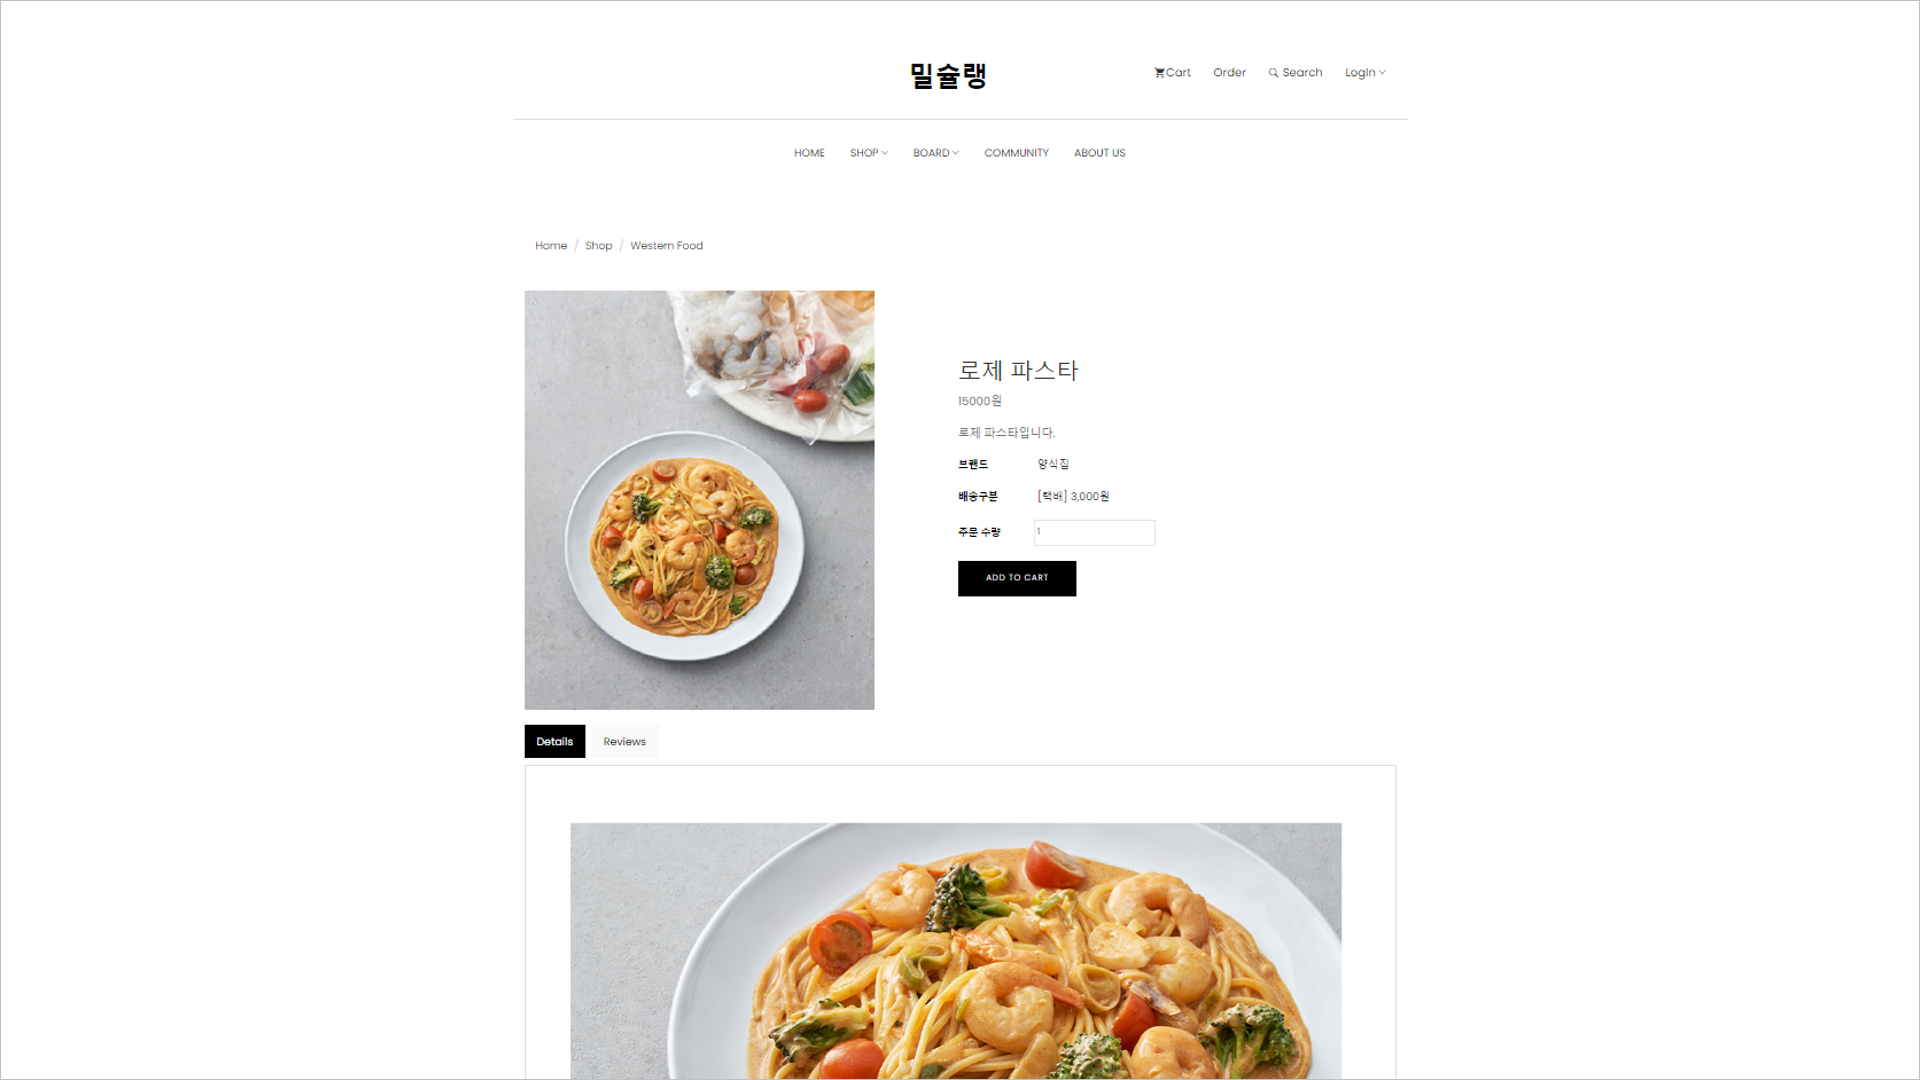 밀슐랭
Cart Order Search LogIn
HOME SHOP BOARD COMMUNITY ABOUT US
Home / Shop / Western Food
로제 파스타
15000원
로제 파스타입니다.
브랜드 양식집
배송구분 [택배] 3,000원
주문 수량 1
ADD TO CART
Details Reviews